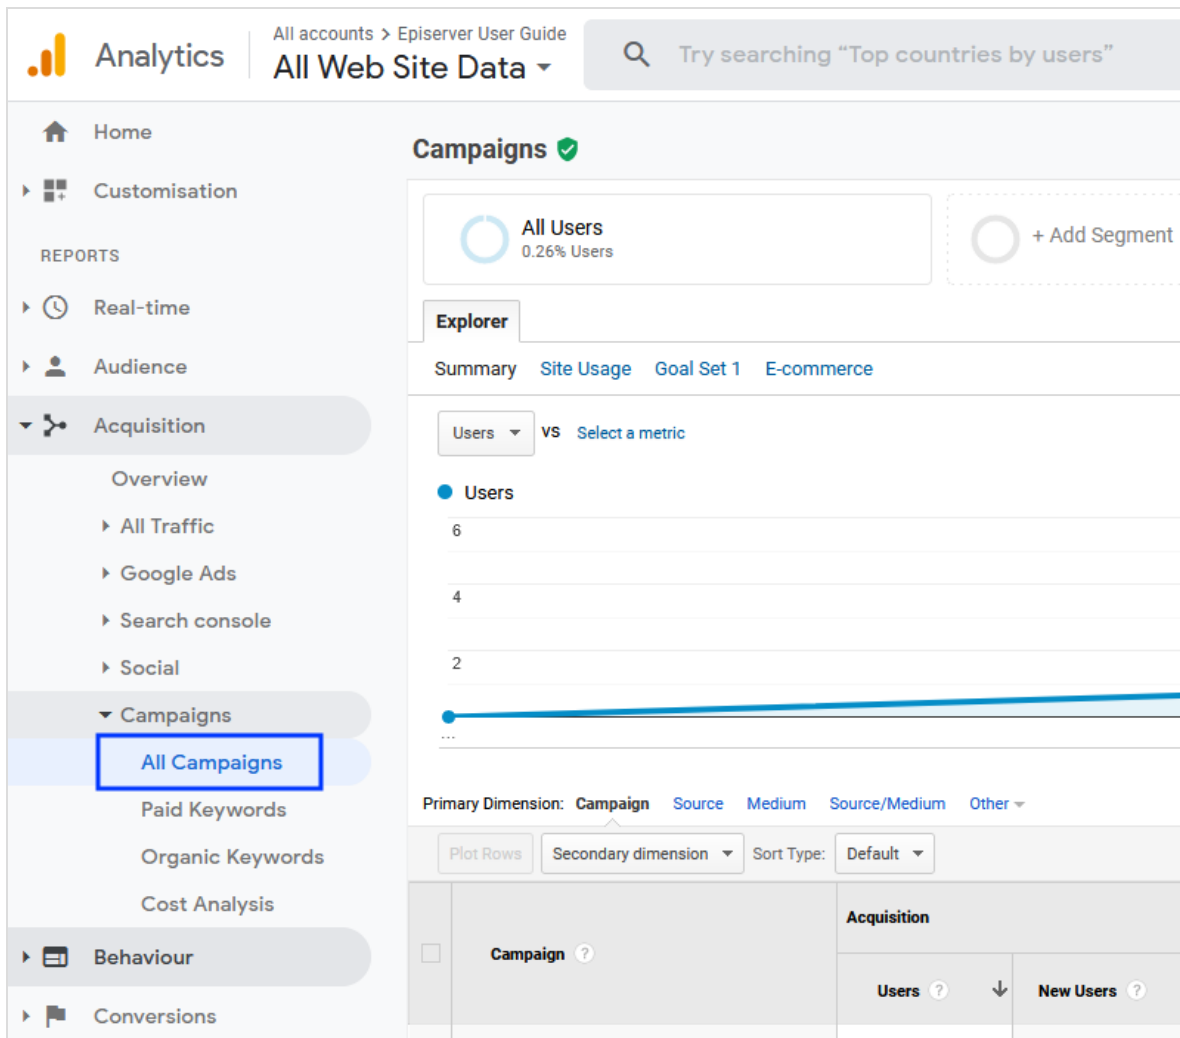 Analytics
All accounts > Episerver User Guide
All Web Site Data
Try searching “Top countries by users”
Home
Customisation
REPORTS
Real-time
Audience
Acquisition
Overview
All Traffic
Google Ads
Search console
Social
Campaigns
All Campaigns
Paid Keywords
Organic Keywords
Cost Analysis
Behaviour
Conversions
Campaigns
All Users
0.26% Users
+ Add Segment
Explorer
Summary Site Usage Goal Set 1 E-commerce
Users VS Select a metric
Users
6
4
2
...
Primary Dimension: Campaign Source Medium Source/Medium Other
Plot Rows Secondary dimension Sort Type: Default
Campaign ?
Acquisition
Users ? New Users ?